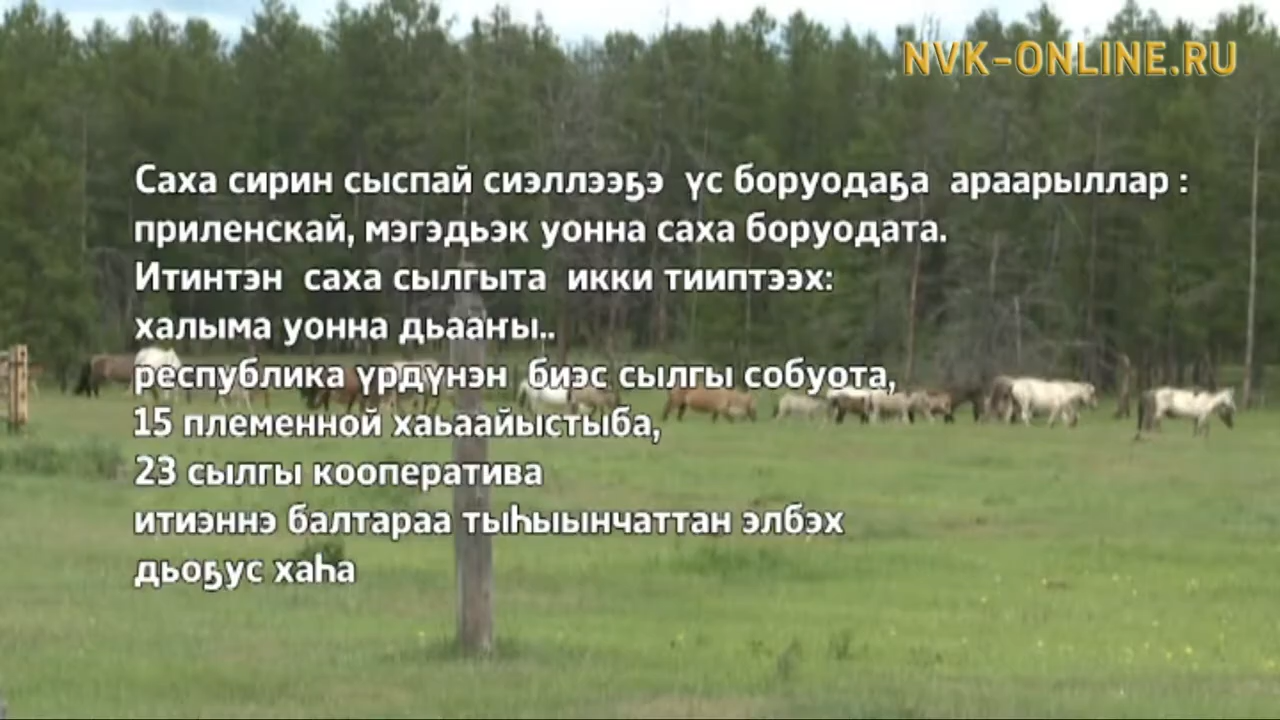 NVK-ONLINE.RU
Саха сирин сыспай сиэллээҕэ үс боруодаҕа араарыллар :
приленскай, мэгэдьэк уонна саха боруодата.
Итинтэн саха сылгыта икки тииптээх:
халыма уонна дьааҥы..
республика үрдүнэн биэс сылгы собуота,
15 племенной хаьаайыстыба,
23 сылгы кооператива
итиэннэ балтараа тыһыынчаттан элбэх
дьоҕус хаһа